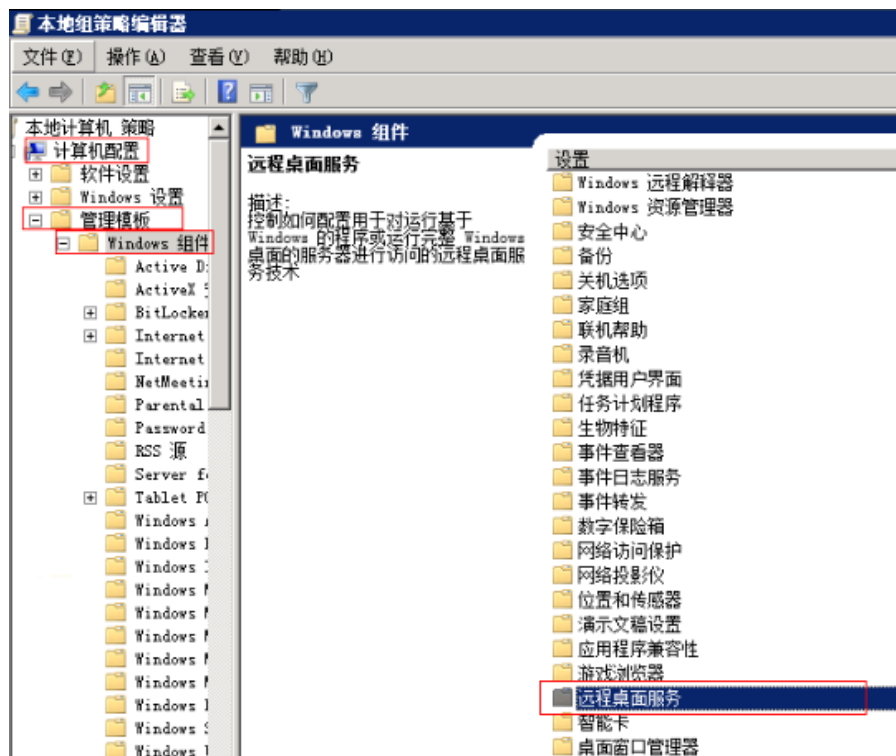 本地组策略编辑器
文件(F) 操作(A) 查看(V) 帮助(H)
本地计算机 策略
计算机配置
软件设置
Windows 设置
管理模板
Windows 组件
Active D
ActiveX
BitLocker
Internet
Internet
NetMeetin
Parental
Password
RSS 源
Server f
Tablet PC
Windows
Windows
Windows
Windows
Windows
Windows
Windows
Windows
Windows
Windows
Windows
Windows 组件
远程桌面服务
描述:
控制如何配置用于对运行基于
Windows 的程序或运行完整 Windows
桌面的服务器进行访问的远程桌面服
务技术
设置
Windows 远程解释器
Windows 资源管理器
安全中心
备份
关机选项
家庭组
联机帮助
录音机
凭据用户界面
任务计划程序
生物特征
事件查看器
事件日志服务
事件转发
数字保险箱
网络访问保护
网络投影仪
位置和传感器
演示文稿设置
应用程序兼容性
游戏浏览器
远程桌面服务
智能卡
桌面窗口管理器